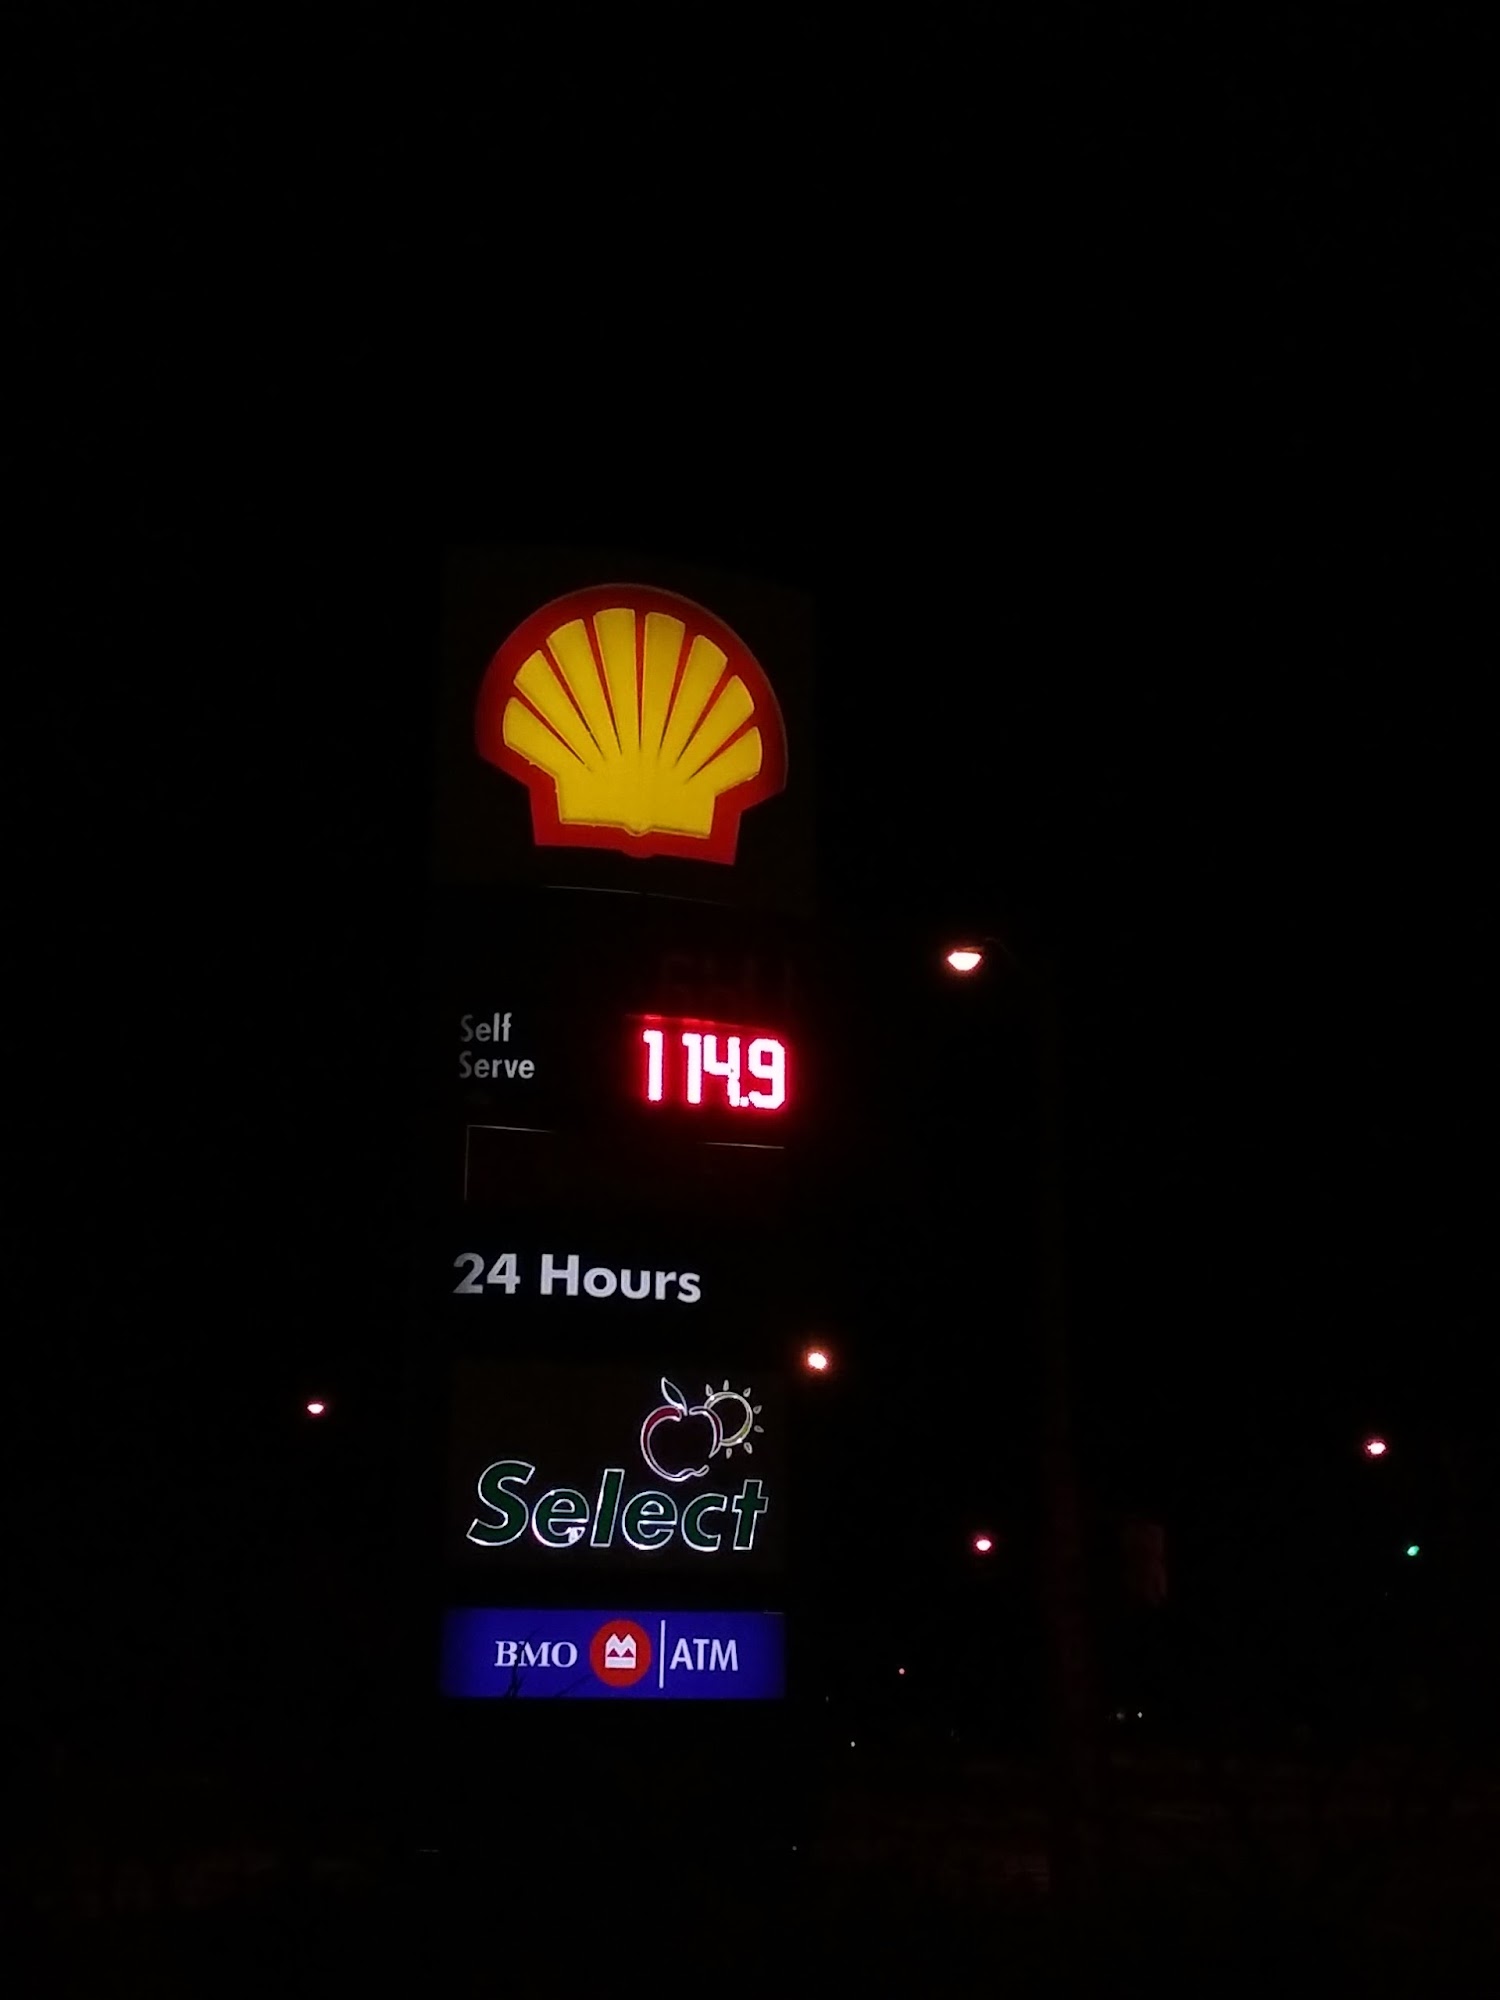 Self
Serve
114.9
24 Hours
Select
BMO ATM